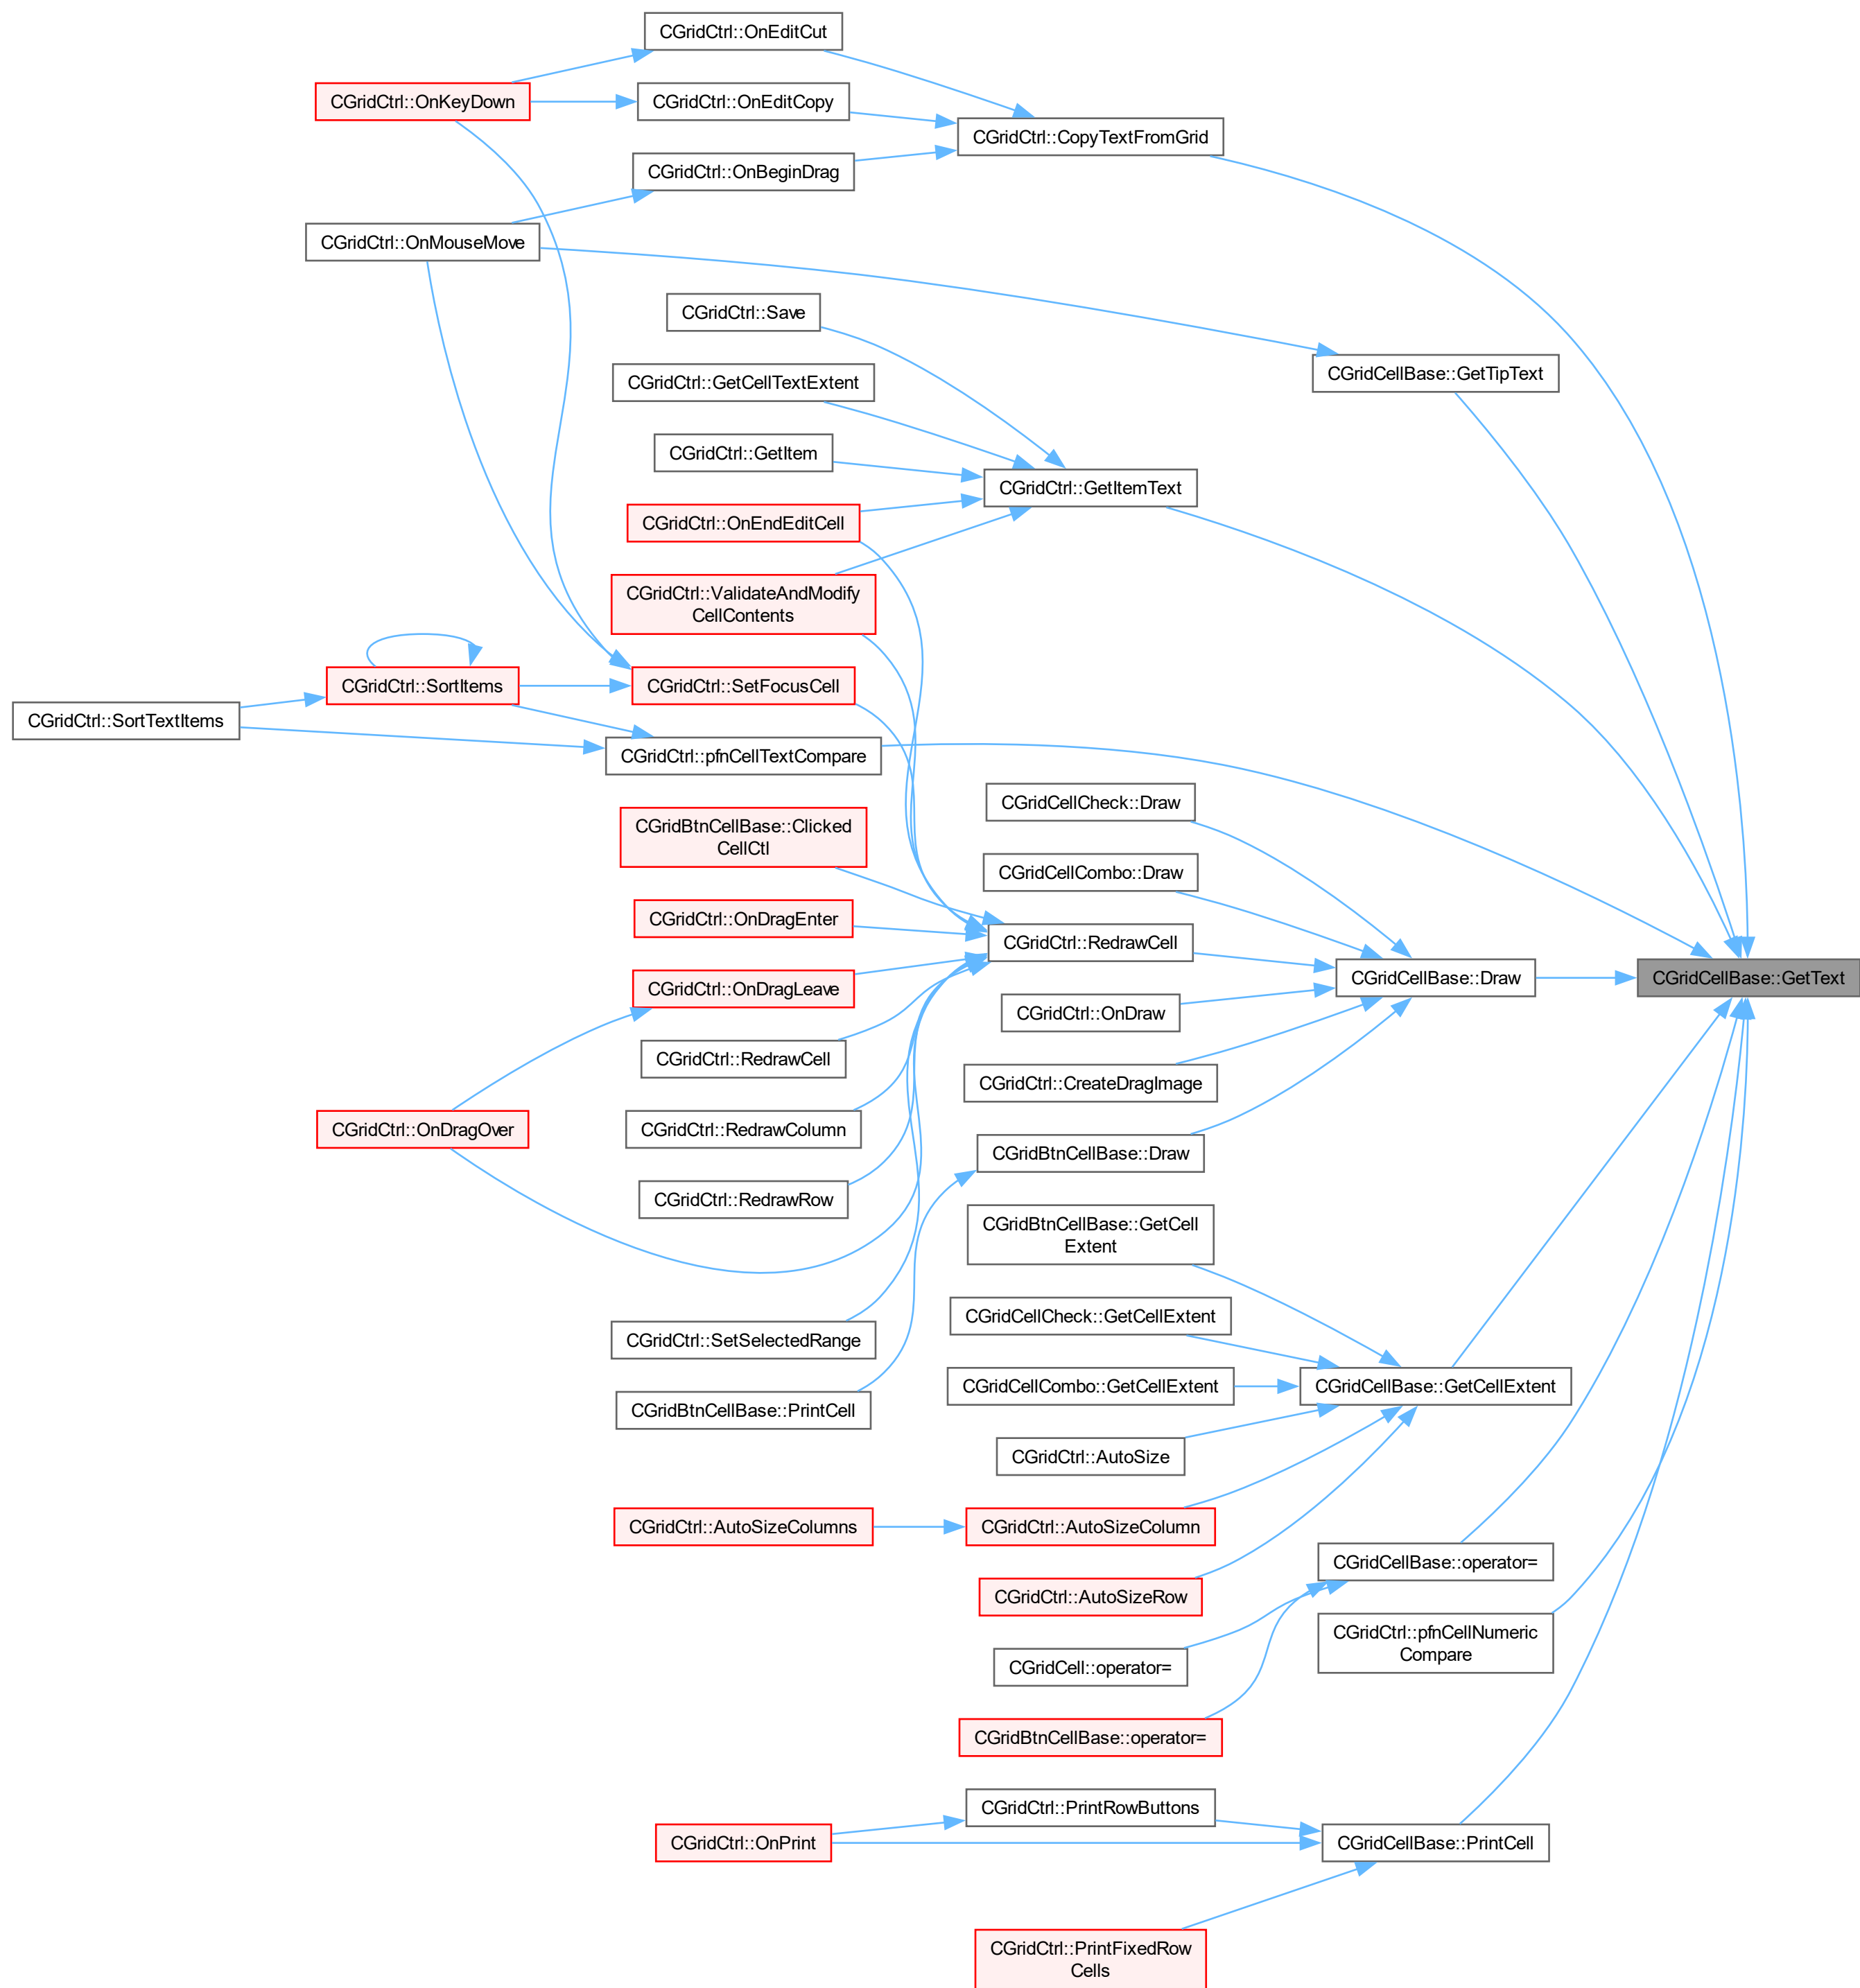 CGridCtrl::OnEditCut
CGridCtrl::OnKeyDown
CGridCtrl::OnEditCopy
CGridCtrl::CopyTextFromGrid
CGridCtrl::OnBeginDrag
CGridCtrl::OnMouseMove
CGridCtrl::Save
CGridCellBase::GetTipText
CGridCtrl::GetCellTextExtent
CGridCtrl::GetItem
CGridCtrl::GetItemText
CGridCtrl::OnEndEditCell
CGridCtrl::ValidateAndModify
CellContents
CGridCtrl::SortItems
CGridCtrl::SetFocusCell
CGridCtrl::SortTextItems
CGridCtrl::pfnCellTextCompare
CGridCellCheck::Draw
CGridBtnCellBase::Clicked
CellCtl
CGridCellCombo::Draw
CGridCtrl::OnDragEnter
CGridCtrl::RedrawCell
CGridCtrl::OnDragLeave
CGridCellBase::Draw
CGridCellBase::GetText
CGridCtrl::OnDraw
CGridCtrl::RedrawCell
CGridCtrl::CreateDragImage
CGridCtrl::OnDragOver
CGridCtrl::RedrawColumn
CGridBtnCellBase::Draw
CGridCtrl::RedrawRow
CGridBtnCellBase::GetCell
Extent
CGridCellCheck::GetCellExtent
CGridCtrl::SetSelectedRange
CGridCellCombo::GetCellExtent
CGridCellBase::GetCellExtent
CGridBtnCellBase::PrintCell
CGridCtrl::AutoSize
CGridCtrl::AutoSizeColumns
CGridCtrl::AutoSizeColumn
CGridCellBase::operator=
CGridCtrl::AutoSizeRow
CGridCtrl::pfnCellNumeric
Compare
CGridCell::operator=
CGridBtnCellBase::operator=
CGridCtrl::PrintRowButtons
CGridCtrl::OnPrint
CGridCellBase::PrintCell
CGridCtrl::PrintFixedRow
Cells